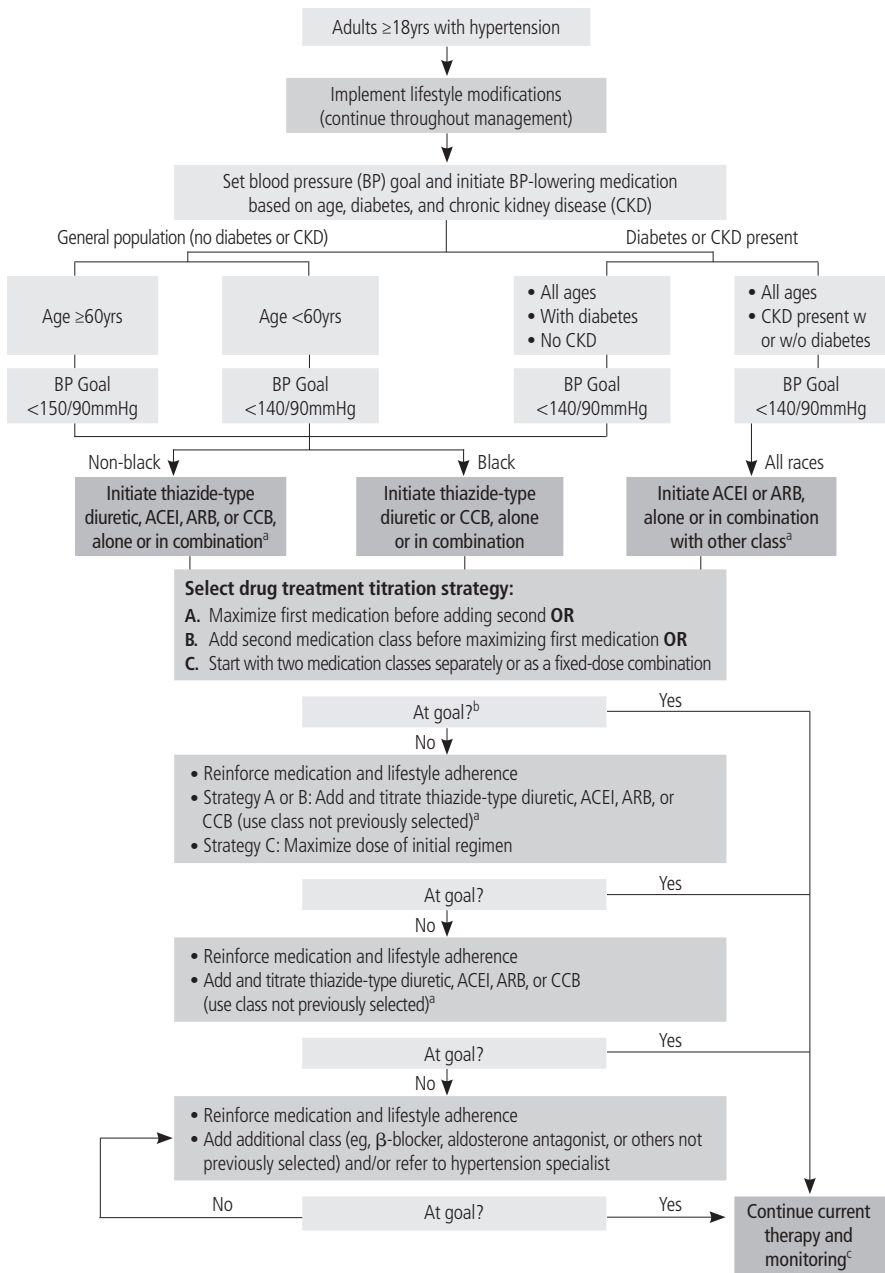 Adults ≥18yrs with hypertension
Implement lifestyle modifications
(continue throughout management)
Set blood pressure (BP) goal and initiate BP-lowering medication
based on age, diabetes, and chronic kidney disease (CKD)
General population (no diabetes or CKD)
Diabetes or CKD present
Age ≥60yrs
Age <60yrs
• All ages
• With diabetes
• No CKD
• All ages
• CKD present w
or w/o diabetes
BP Goal
<150/90mmHg
BP Goal
<140/90mmHg
BP Goal
<140/90mmHg
BP Goal
<140/90mmHg
Non-black
Black
All races
Initiate thiazide-type
diuretic, ACEI, ARB, or CCB,
alone or in combinationᵃ
Initiate thiazide-type
diuretic or CCB, alone
or in combination
Initiate ACEI or ARB,
alone or in combination
with other classᵃ
Select drug treatment titration strategy:
A. Maximize first medication before adding second OR
B. Add second medication class before maximizing first medication OR
C. Start with two medication classes separately or as a fixed-dose combination
At goal?ᵇ
Yes
No
• Reinforce medication and lifestyle adherence
• Strategy A or B: Add and titrate thiazide-type diuretic, ACEI, ARB, or
CCB (use class not previously selected)ᵃ
• Strategy C: Maximize dose of initial regimen
At goal?
Yes
No
• Reinforce medication and lifestyle adherence
• Add and titrate thiazide-type diuretic, ACEI, ARB, or CCB
(use class not previously selected)ᵃ
At goal?
Yes
No
• Reinforce medication and lifestyle adherence
• Add additional class (eg, β-blocker, aldosterone antagonist, or others not
previously selected) and/or refer to hypertension specialist
No
At goal?
Yes
Continue current
therapy and
monitoringᶜ